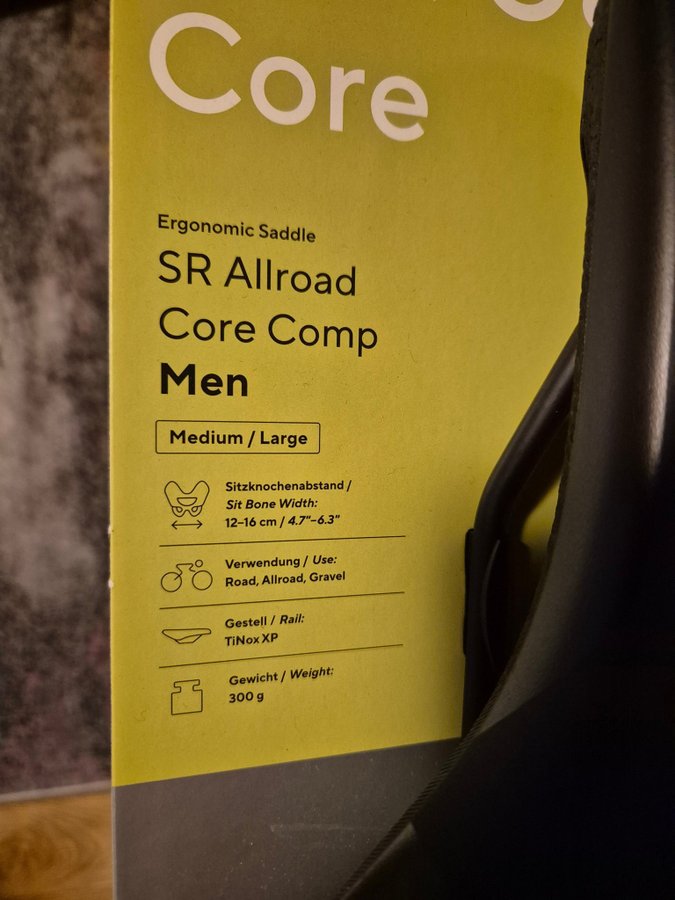 Core
Ergonomic Saddle
SR Allroad
Core Comp
Men
Medium / Large
Sitzknochenabstand /
Sit Bone Width:
12–16 cm / 4.7"–6.3"
Verwendung / Use:
Road, Allroad, Gravel
Gestell / Rail:
TiNox XP
Gewicht / Weight:
300 g